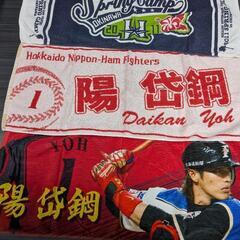 Spring Camp
OKINAWA
Hokkaido Nippon-Ham Fighters
1 陽岱鋼
Daikan Yoh
YOH
陽岱鋼